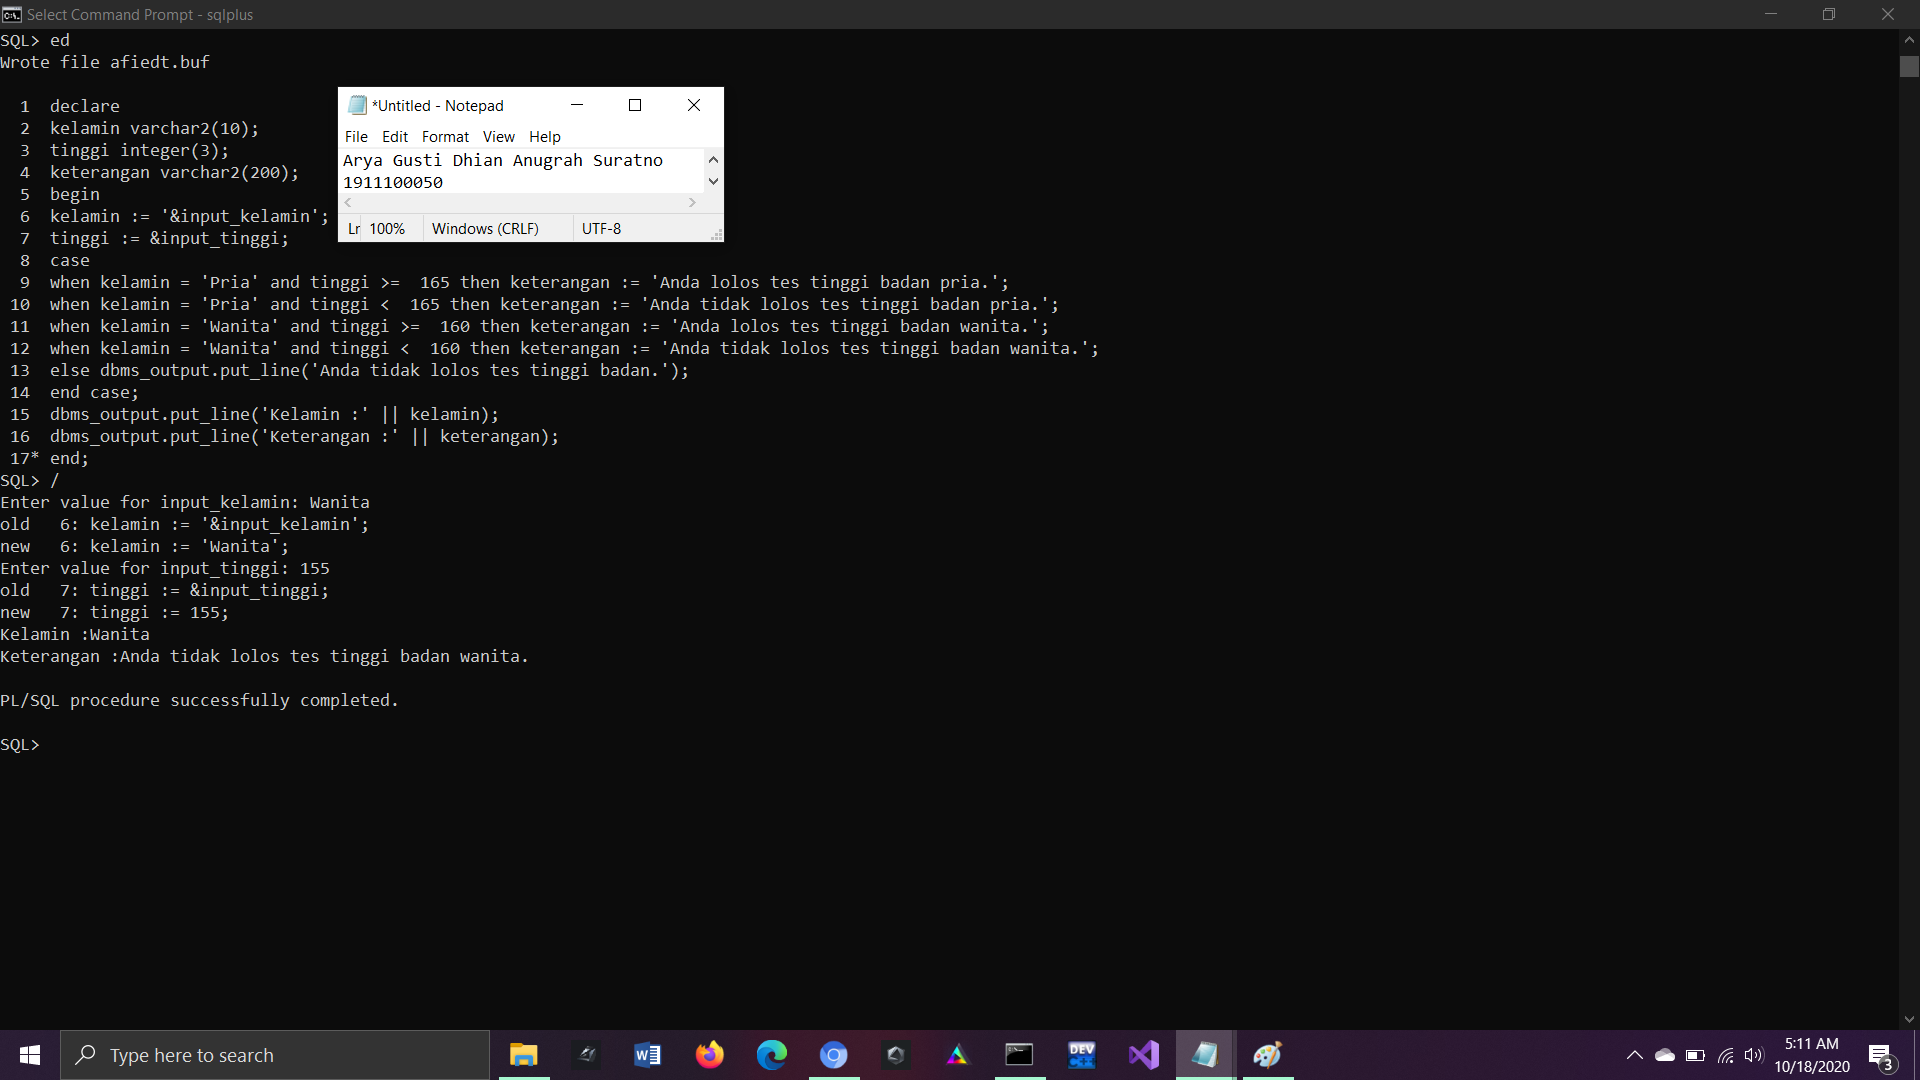 Select Command Prompt - sqlplus
SQL> ed
Wrote file afiedt.buf
1 declare
2 kelamin varchar2(10);
3 tinggi integer(3);
4 keterangan varchar2(200);
5 begin
6 kelamin := '&input_kelamin';
7 tinggi := &input_tinggi;
8 case
9 when kelamin = 'Pria' and tinggi >=  165 then keterangan := 'Anda lolos tes tinggi badan pria.';
10 when kelamin = 'Pria' and tinggi <  165 then keterangan := 'Anda tidak lolos tes tinggi badan pria.';
11 when kelamin = 'Wanita' and tinggi >=  160 then keterangan := 'Anda lolos tes tinggi badan wanita.';
12 when kelamin = 'Wanita' and tinggi <  160 then keterangan := 'Anda tidak lolos tes tinggi badan wanita.';
13 else dbms_output.put_line('Anda tidak lolos tes tinggi badan.');
14 end case;
15 dbms_output.put_line('Kelamin :' || kelamin);
16 dbms_output.put_line('Keterangan :' || keterangan);
17* end;
SQL> /
Enter value for input_kelamin: Wanita
old   6: kelamin := '&input_kelamin';
new   6: kelamin := 'Wanita';
Enter value for input_tinggi: 155
old   7: tinggi := &input_tinggi;
new   7: tinggi := 155;
Kelamin :Wanita
Keterangan :Anda tidak lolos tes tinggi badan wanita.
PL/SQL procedure successfully completed.
SQL>
*Untitled - Notepad
File Edit Format View Help
Arya Gusti Dhian Anugrah Suratno
1911100050
Ln 100% Windows (CRLF) UTF-8
Type here to search
DEV C++
5:11 AM
10/18/2020
3